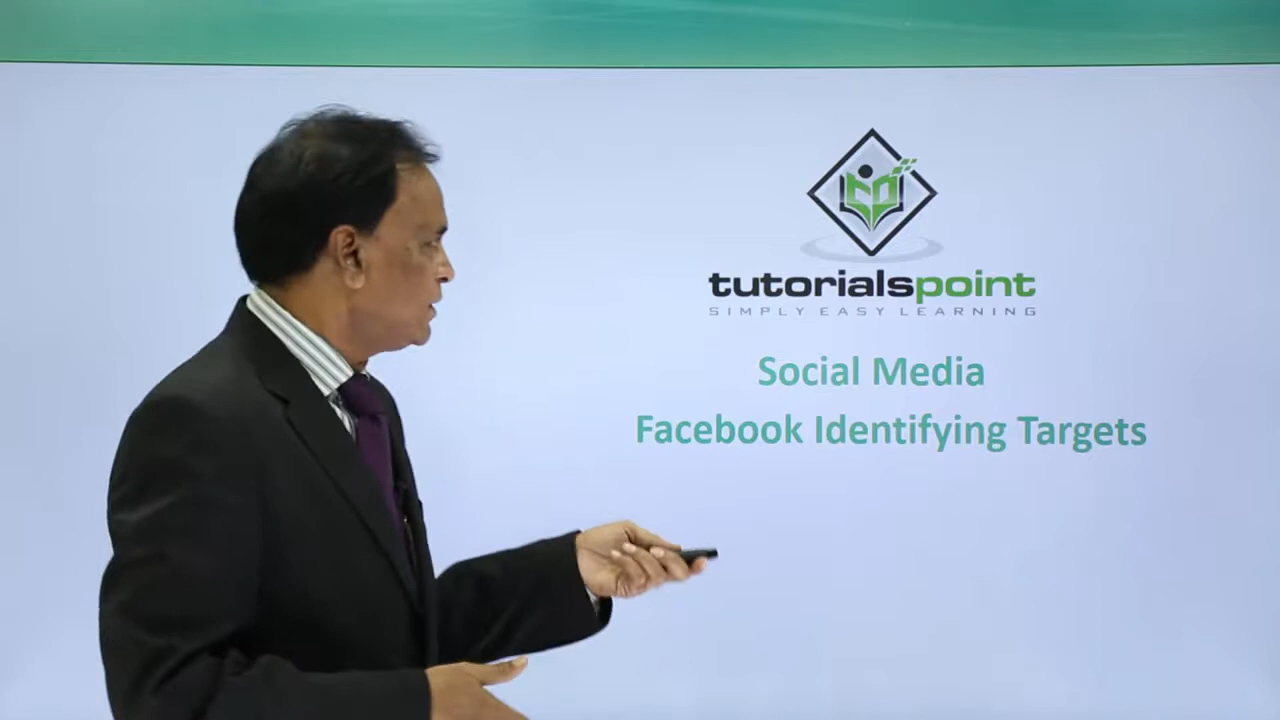 tutorialspoint
SIMPLY EASY LEARNING
Social Media
Facebook Identifying Targets